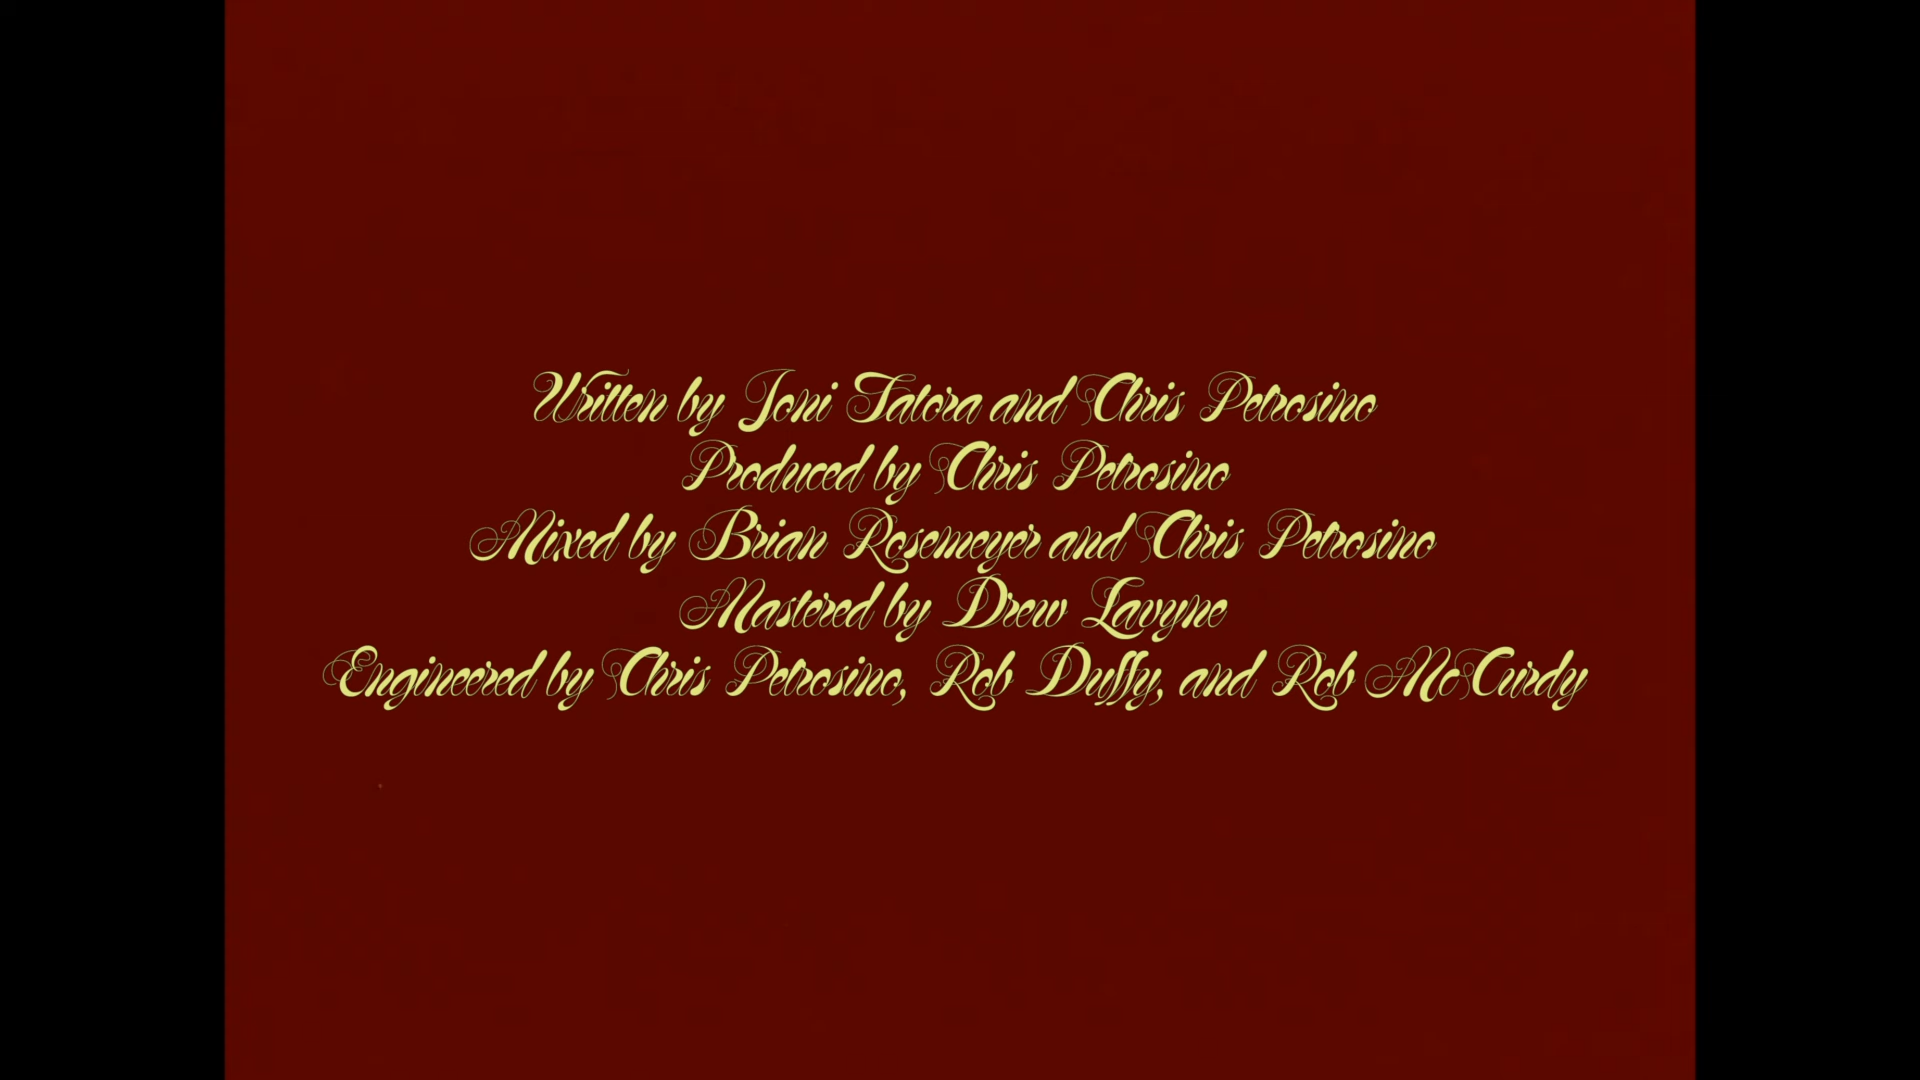 Written by Joni Fatora and Chris Petrosino
Produced by Chris Petrosino
Mixed by Brian Rosemeyer and Chris Petrosino
Mastered by Drew Lavyne
Engineered by Chris Petrosino, Rob Duffy, and Rob McCurdy